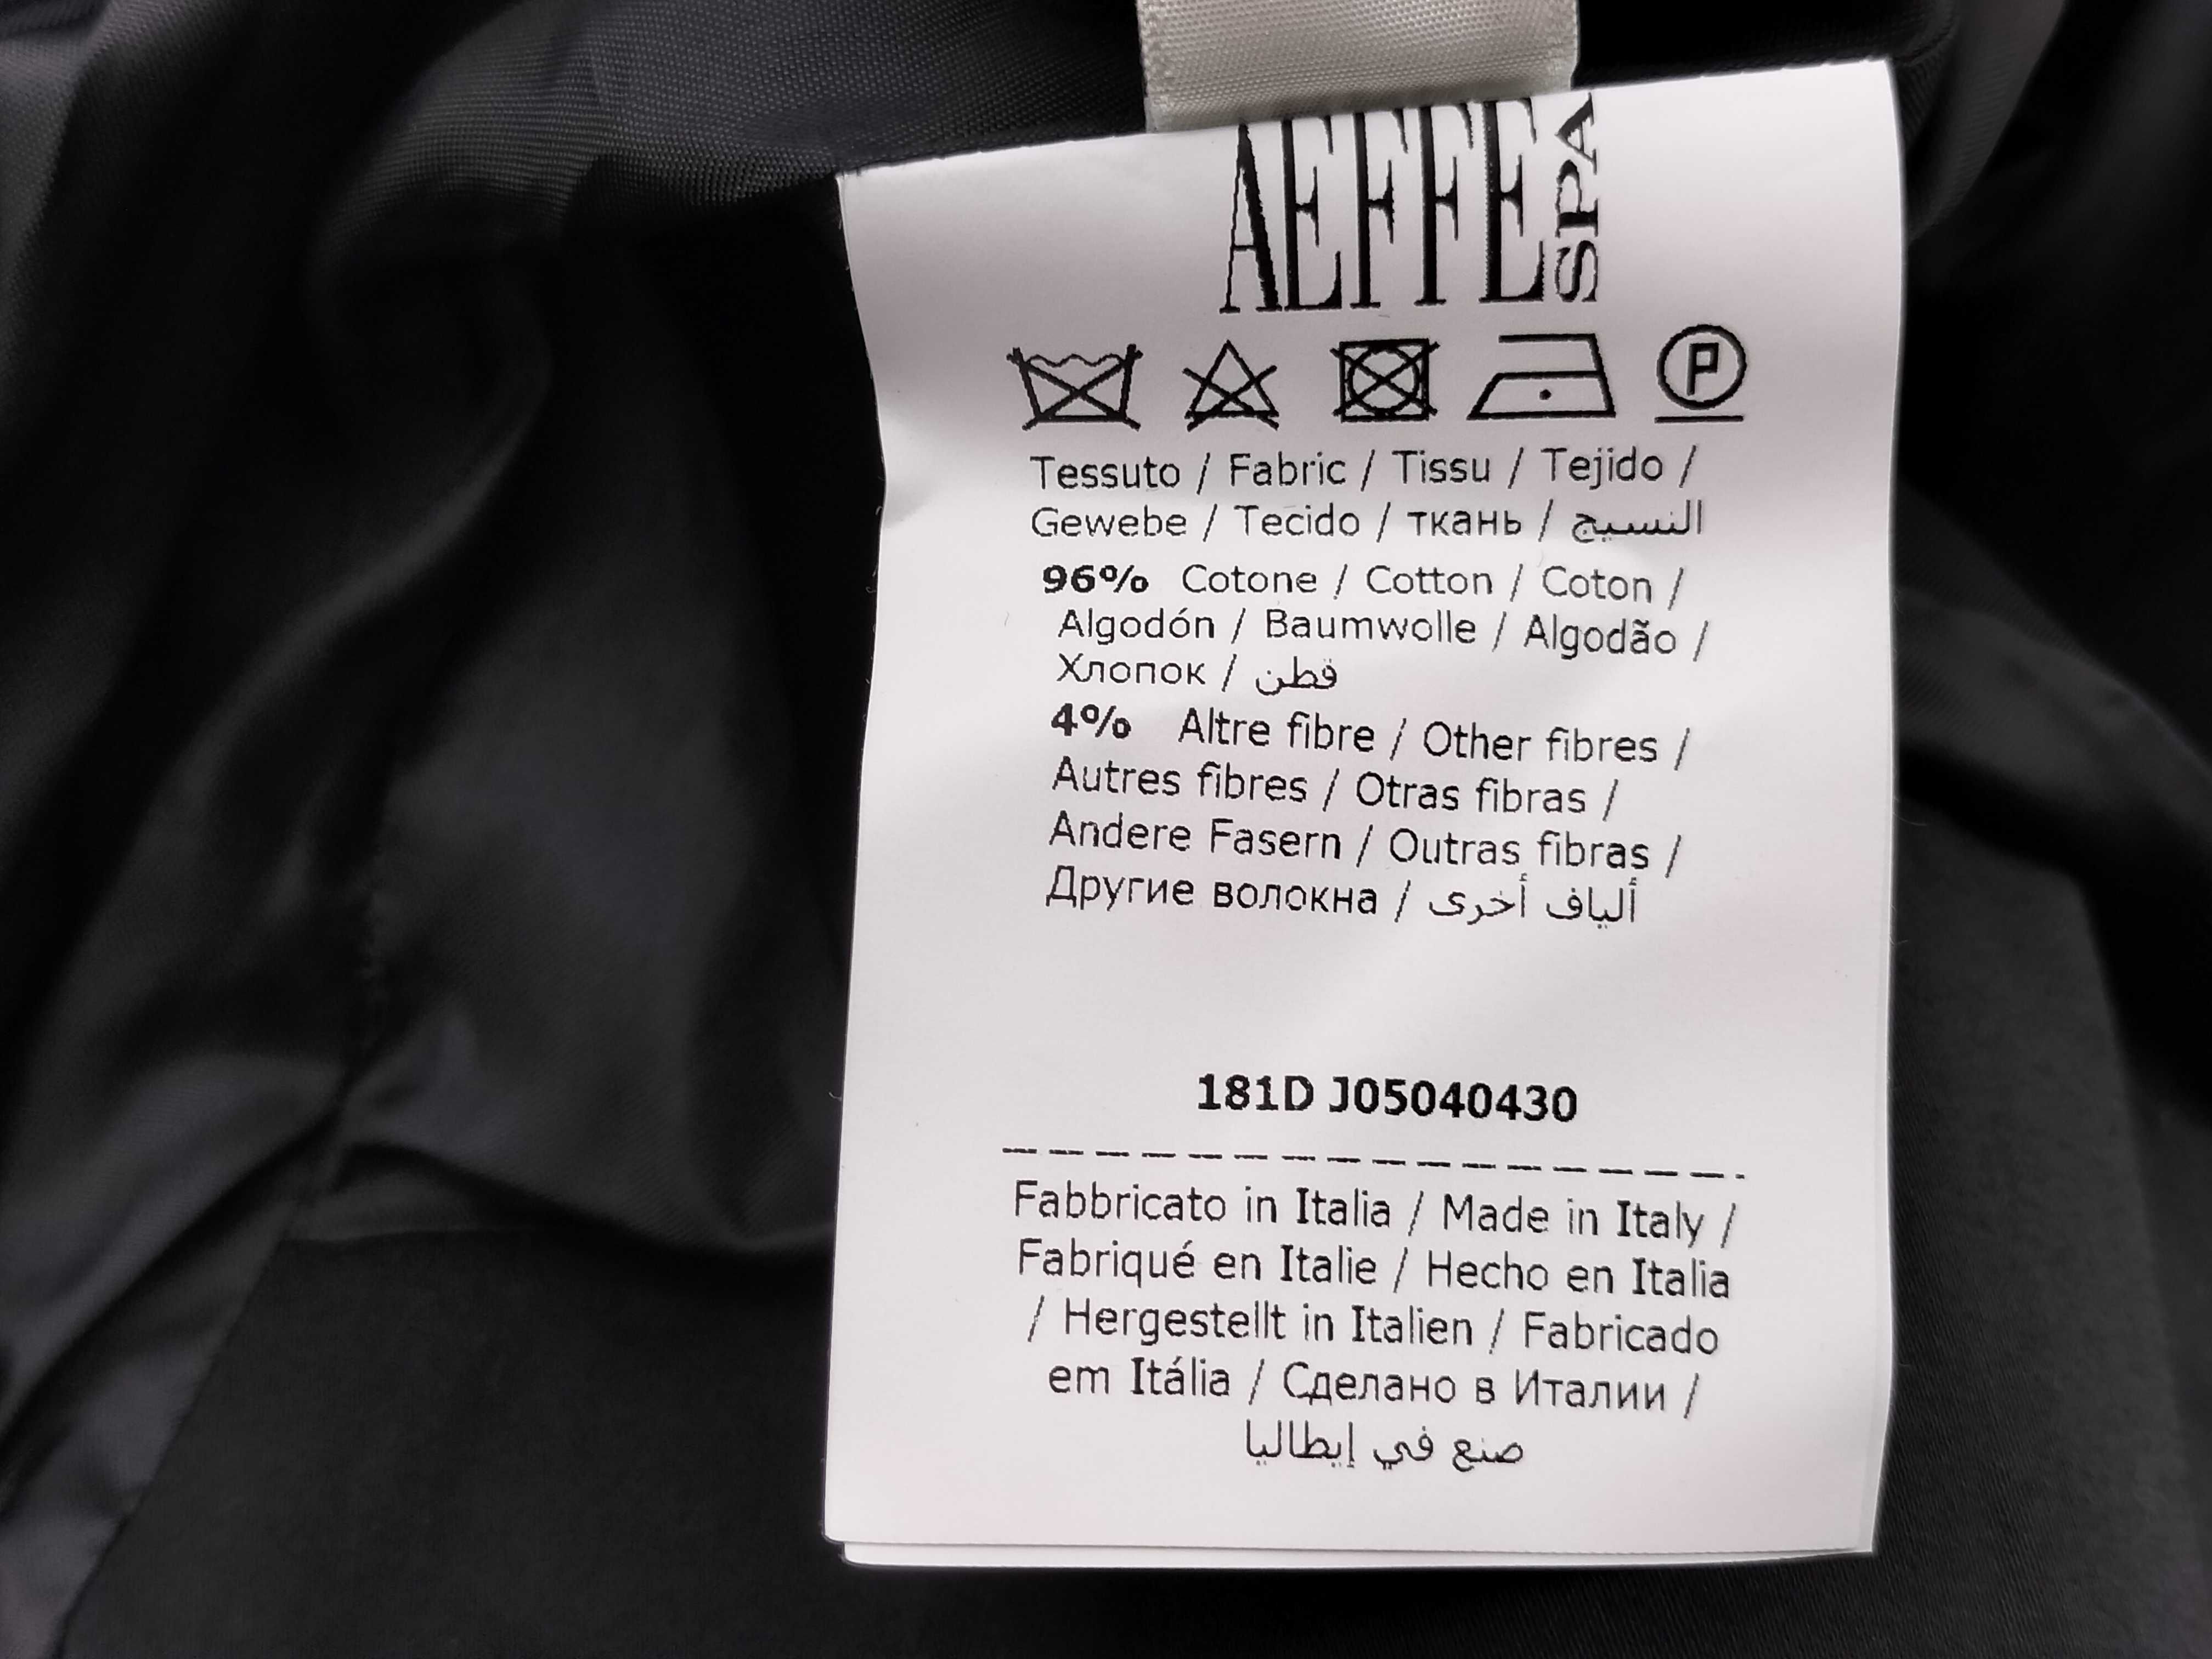 AEFFE SPA
P
Tessuto / Fabric / Tissu / Tejido /
Gewebe / Tecido / ткань / النسيج
96% Cotone / Cotton / Coton /
Algodón / Baumwolle / Algodão /
Хлопок / قطن
4% Altre fibre / Other fibres /
Autres fibres / Otras fibras /
Andere Fasern / Outras fibras /
Другие волокна / ألياف أخرى
181D J05040430
Fabbricato in Italia / Made in Italy /
Fabriqué en Italie / Hecho en Italia
/ Hergestellt in Italien / Fabricado
em Itália / Сделано в Италии /
صنع في إيطاليا